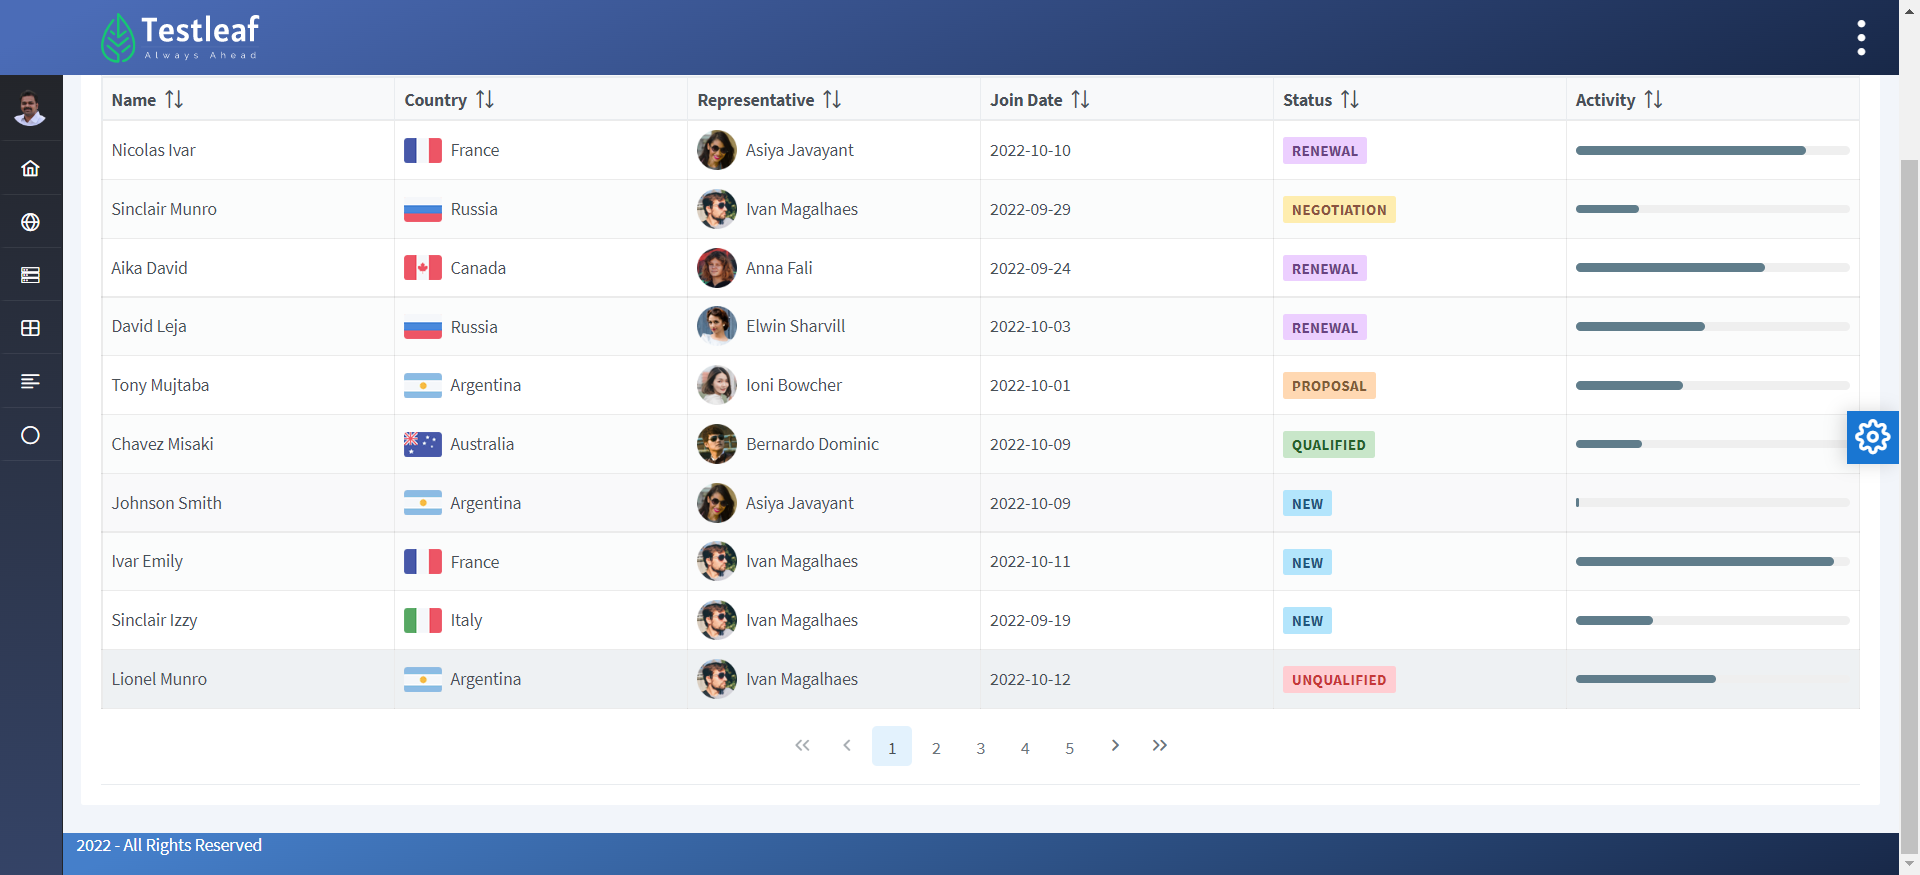 Testleaf
Always Ahead
Name Country Representative Join Date Status Activity
Nicolas Ivar France Asiya Javayant 2022-10-10 RENEWAL
Sinclair Munro Russia Ivan Magalhaes 2022-09-29 NEGOTIATION
Aika David Canada Anna Fali 2022-09-24 RENEWAL
David Leja Russia Elwin Sharvill 2022-10-03 RENEWAL
Tony Mujtaba Argentina Ioni Bowcher 2022-10-01 PROPOSAL
Chavez Misaki Australia Bernardo Dominic 2022-10-09 QUALIFIED
Johnson Smith Argentina Asiya Javayant 2022-10-09 NEW
Ivar Emily France Ivan Magalhaes 2022-10-11 NEW
Sinclair Izzy Italy Ivan Magalhaes 2022-09-19 NEW
Lionel Munro Argentina Ivan Magalhaes 2022-10-12 UNQUALIFIED
1 2 3 4 5
2022 - All Rights Reserved